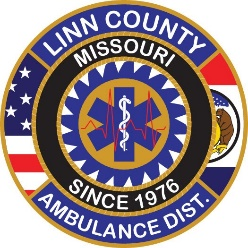 LINN COUNTY
MISSOURI
SINCE 1976
AMBULANCE DIST.